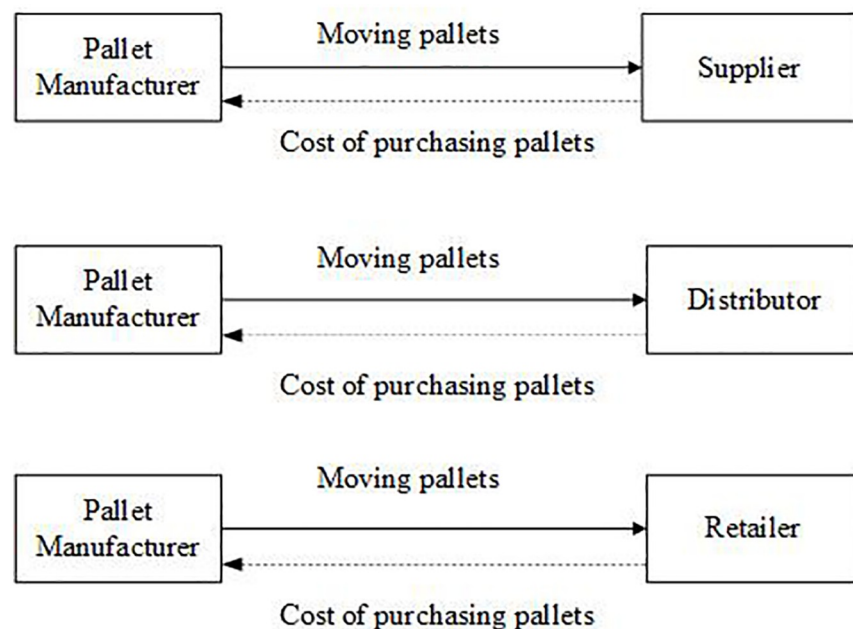 Moving pallets
Pallet
Manufacturer
Supplier
Cost of purchasing pallets
Moving pallets
Pallet
Manufacturer
Distributor
Cost of purchasing pallets
Moving pallets
Pallet
Manufacturer
Retailer
Cost of purchasing pallets